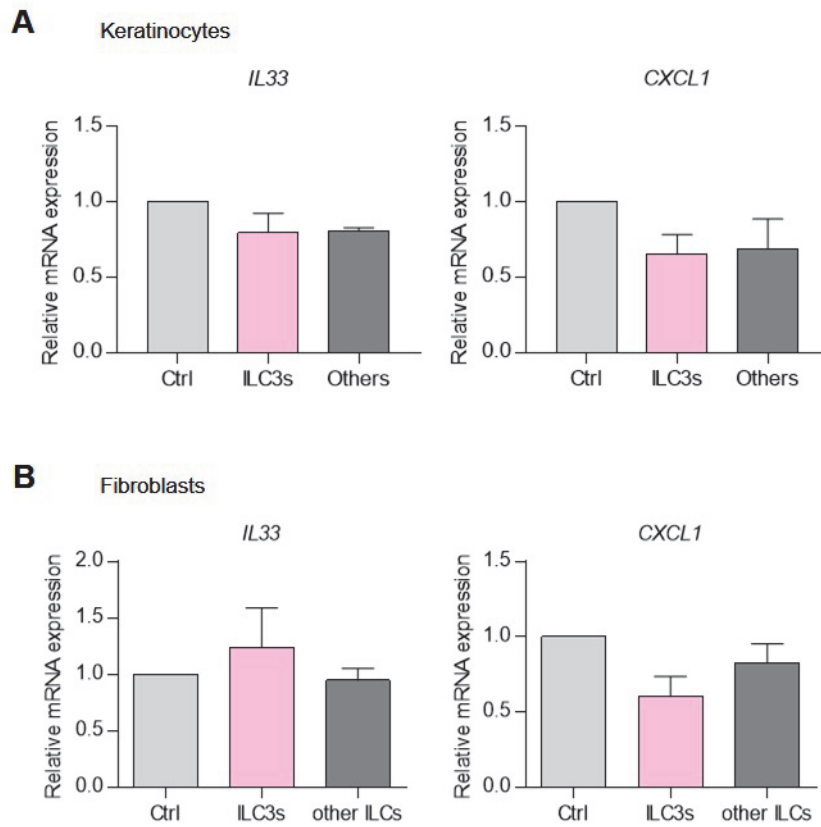 A
Keratinocytes
IL33
Relative mRNA expression
1.5
1.0
0.5
0.0
Ctrl ILC3s Others
CXCL1
Relative mRNA expression
1.5
1.0
0.5
0.0
Ctrl ILC3s Others
B
Fibroblasts
IL33
Relative mRNA expression
2.0
1.5
1.0
0.5
0.0
Ctrl ILC3s other ILCs
CXCL1
Relative mRNA expression
1.5
1.0
0.5
0.0
Ctrl ILC3s other ILCs